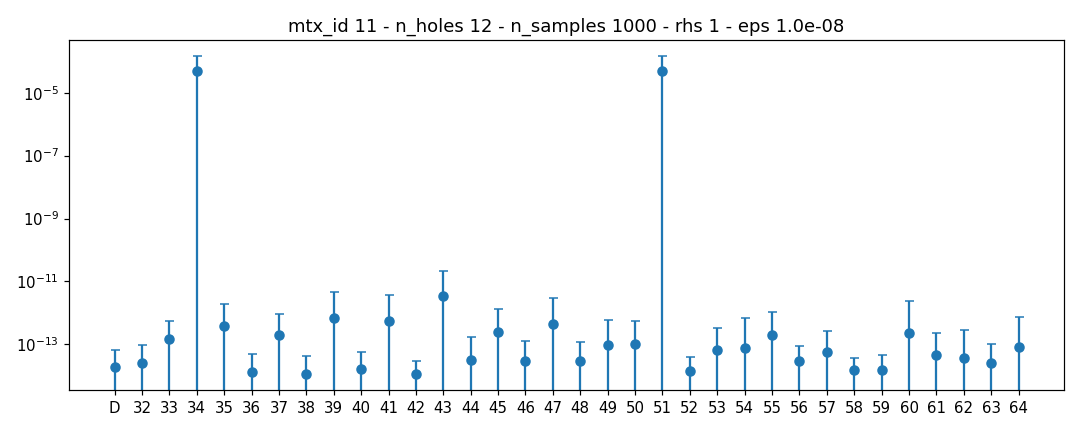 mtx_id 11 - n_holes 12 - n_samples 1000 - rhs 1 - eps 1.0e-08
10⁻⁵
10⁻⁷
10⁻⁹
10⁻¹¹
10⁻¹³
D 32 33 34 35 36 37 38 39 40 41 42 43 44 45 46 47 48 49 50 51 52 53 54 55 56 57 58 59 60 61 62 63 64